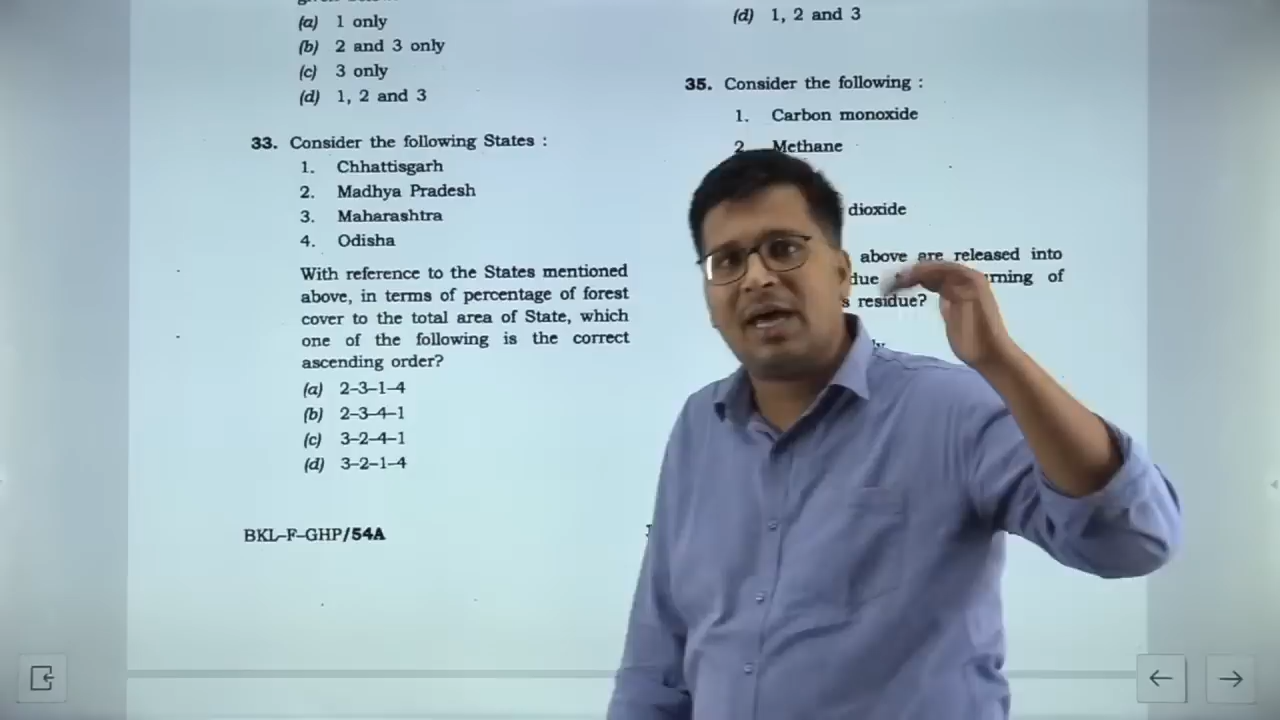 (a) 1 only
(b) 2 and 3 only
(c) 3 only
(d) 1, 2 and 3
33. Consider the following States :
1. Chhattisgarh
2. Madhya Pradesh
3. Maharashtra
4. Odisha
With reference to the States mentioned
above, in terms of percentage of forest
cover to the total area of State, which
one of the following is the correct
ascending order?
(a) 2-3-1-4
(b) 2-3-4-1
(c) 3-2-4-1
(d) 3-2-1-4
BKL-F-GHP/54A
(d) 1, 2 and 3
35. Consider the following :
1. Carbon monoxide
2. Methane
dioxide
above are released into
due
residue?